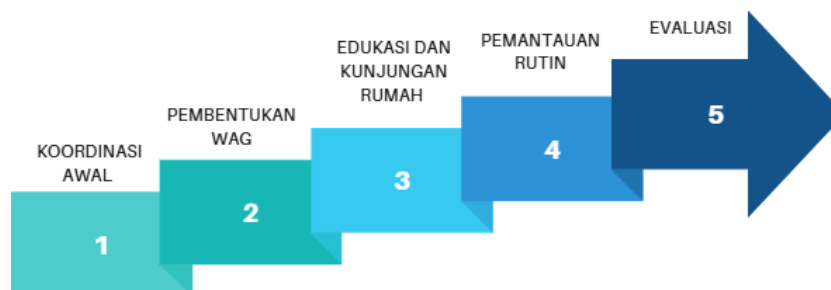 KOORDINASI
AWAL
1
PEMBENTUKAN
WAG
2
EDUKASI DAN
KUNJUNGAN
RUMAH
3
PEMANTAUAN
RUTIN
4
EVALUASI
5